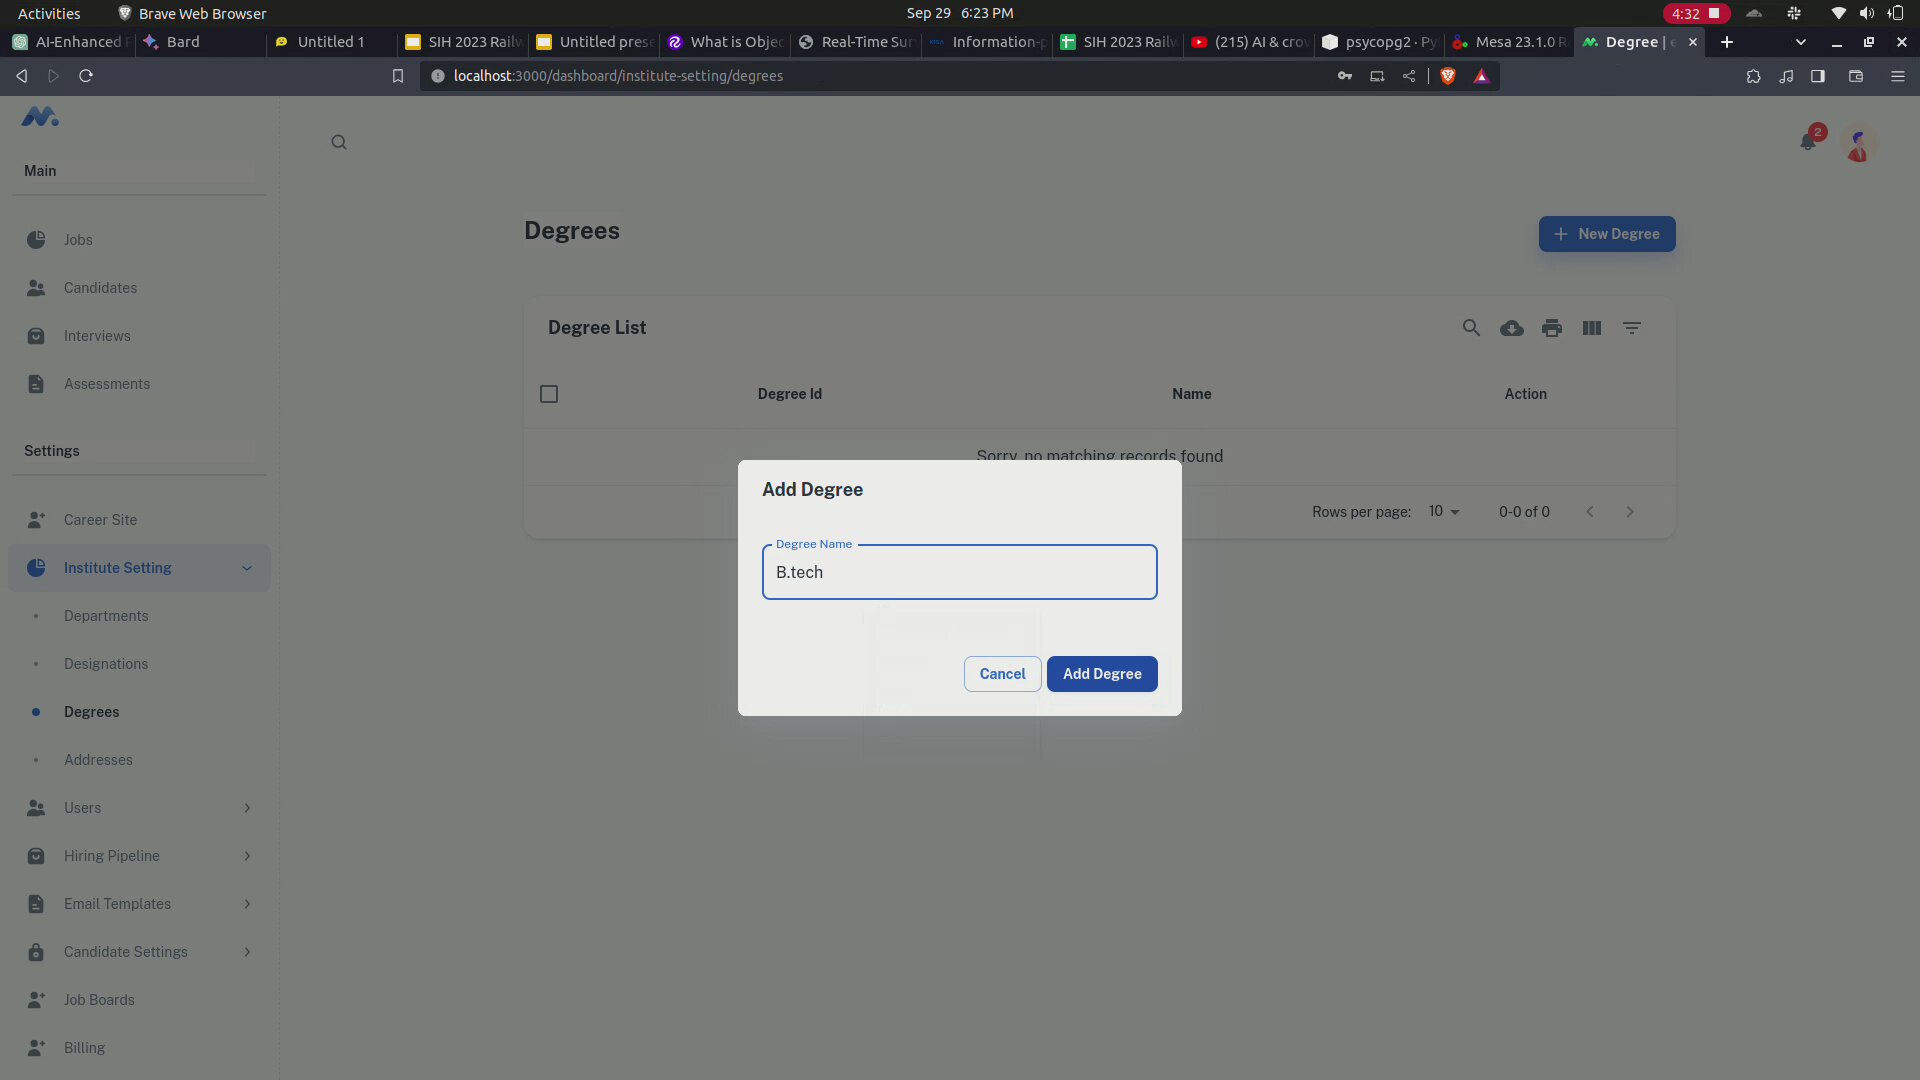 Activities
Brave Web Browser
Sep 29 6:23 PM
4:32
AI-Enhanced
Bard
Untitled 1
SIH 2023 Railw
Untitled prese
What is Objec
Real-Time Sur
Information-p
SIH 2023 Railw
(215) AI & crow
psycopg2 · Py
Mesa 23.1.0 R
Degree |
localhost:3000/dashboard/institute-setting/degrees
Main
Jobs
Candidates
Interviews
Assessments
Settings
Career Site
Institute Setting
Departments
Designations
Degrees
Addresses
Users
Hiring Pipeline
Email Templates
Candidate Settings
Job Boards
Billing
2
Degrees
New Degree
Degree List
Degree Id
Name
Action
Sorry, no matching records found
Rows per page: 10
0-0 of 0
Add Degree
Degree Name
B.tech
Cancel
Add Degree